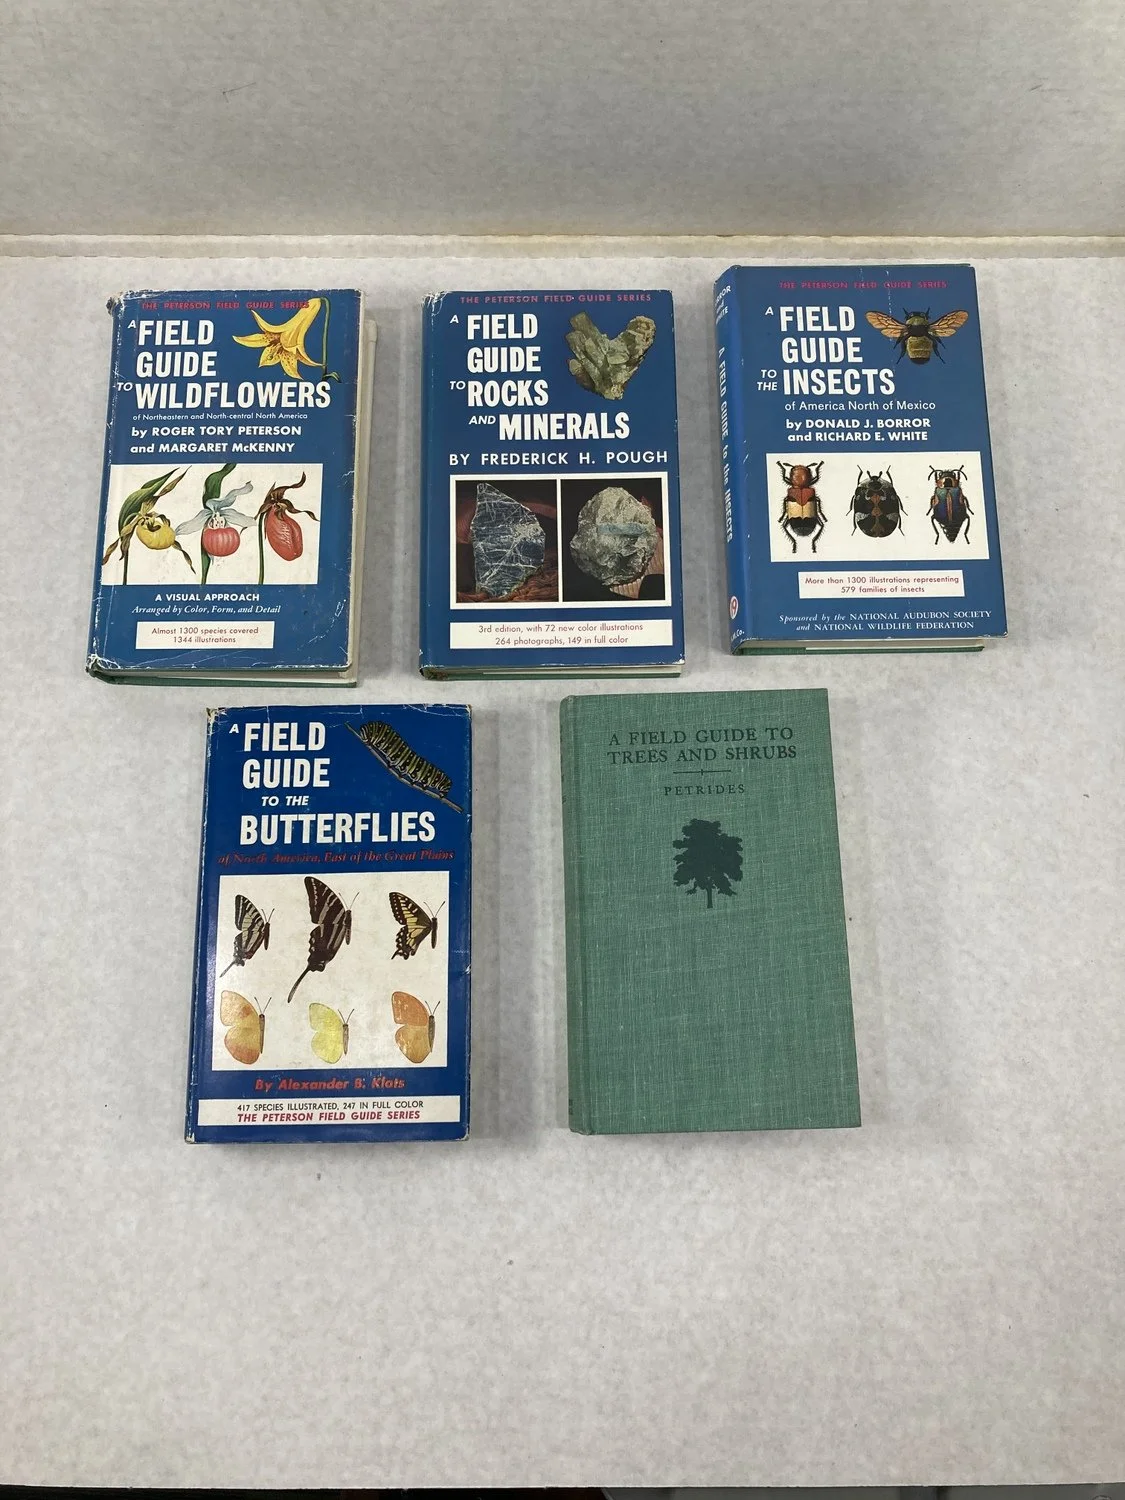 THE PETERSON FIELD GUIDE SERIES
A FIELD
GUIDE
TO WILDFLOWERS
of Northeastern and North-central North America
by ROGER TORY PETERSON
and MARGARET McKENNY
A VISUAL APPROACH
Arranged by Color, Form, and Detail
Almost 1300 species covered
1344 illustrations
THE PETERSON FIELD GUIDE SERIES
A FIELD
GUIDE
TO ROCKS
AND MINERALS
BY FREDERICK H. POUGH
3rd edition, with 72 new color illustrations
264 photographs, 149 in full color
THE PETERSON FIELD GUIDE SERIES
A FIELD
GUIDE
TO THE INSECTS
of America North of Mexico
by DONALD J. BORROR
and RICHARD E. WHITE
More than 1300 illustrations representing
579 families of insects
Sponsored by the NATIONAL AUDUBON SOCIETY
and NATIONAL WILDLIFE FEDERATION
A FIELD GUIDE to the INSECTS
A FIELD
GUIDE
TO THE
BUTTERFLIES
of North America, East of the Great Plains
By Alexander B. Klots
417 SPECIES ILLUSTRATED, 247 IN FULL COLOR
THE PETERSON FIELD GUIDE SERIES
A FIELD GUIDE TO
TREES AND SHRUBS
PETRIDES